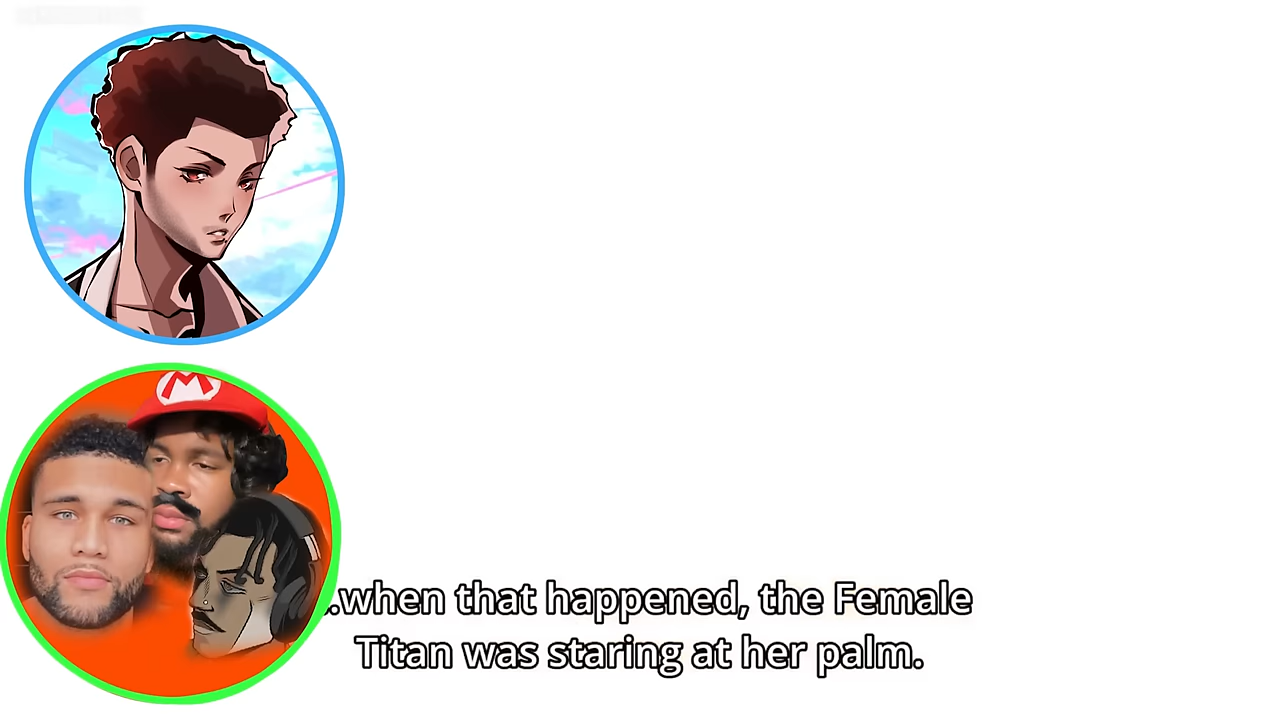 M
..when that happened, the Female
Titan was staring at her palm.